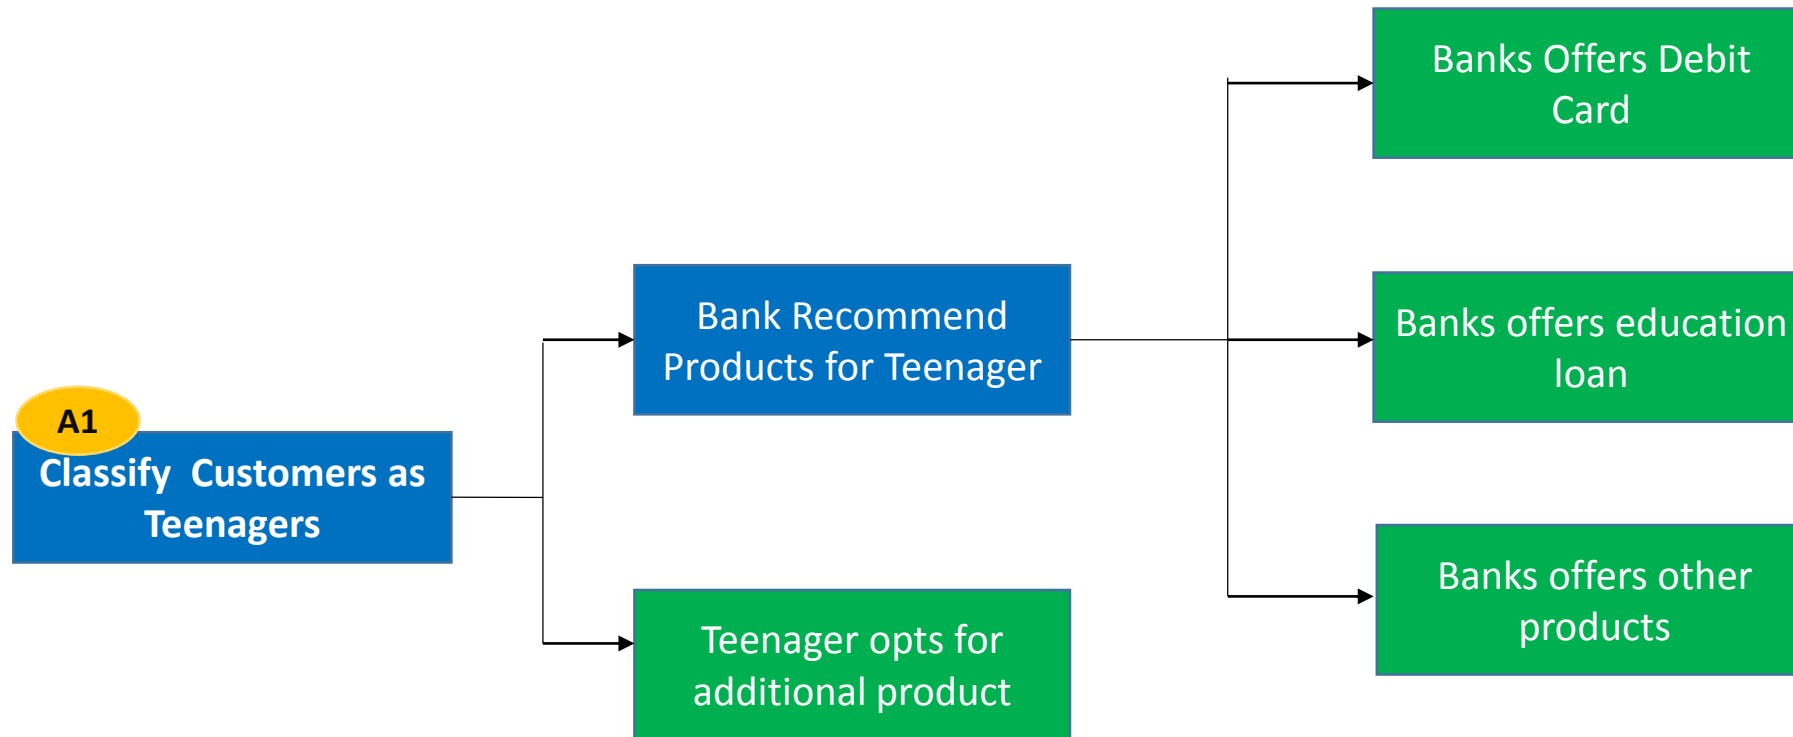 A1
Classify  Customers as
Teenagers
Bank Recommend
Products for Teenager
Teenager opts for
additional product
Banks Offers Debit
Card
Banks offers education
loan
Banks offers other
products